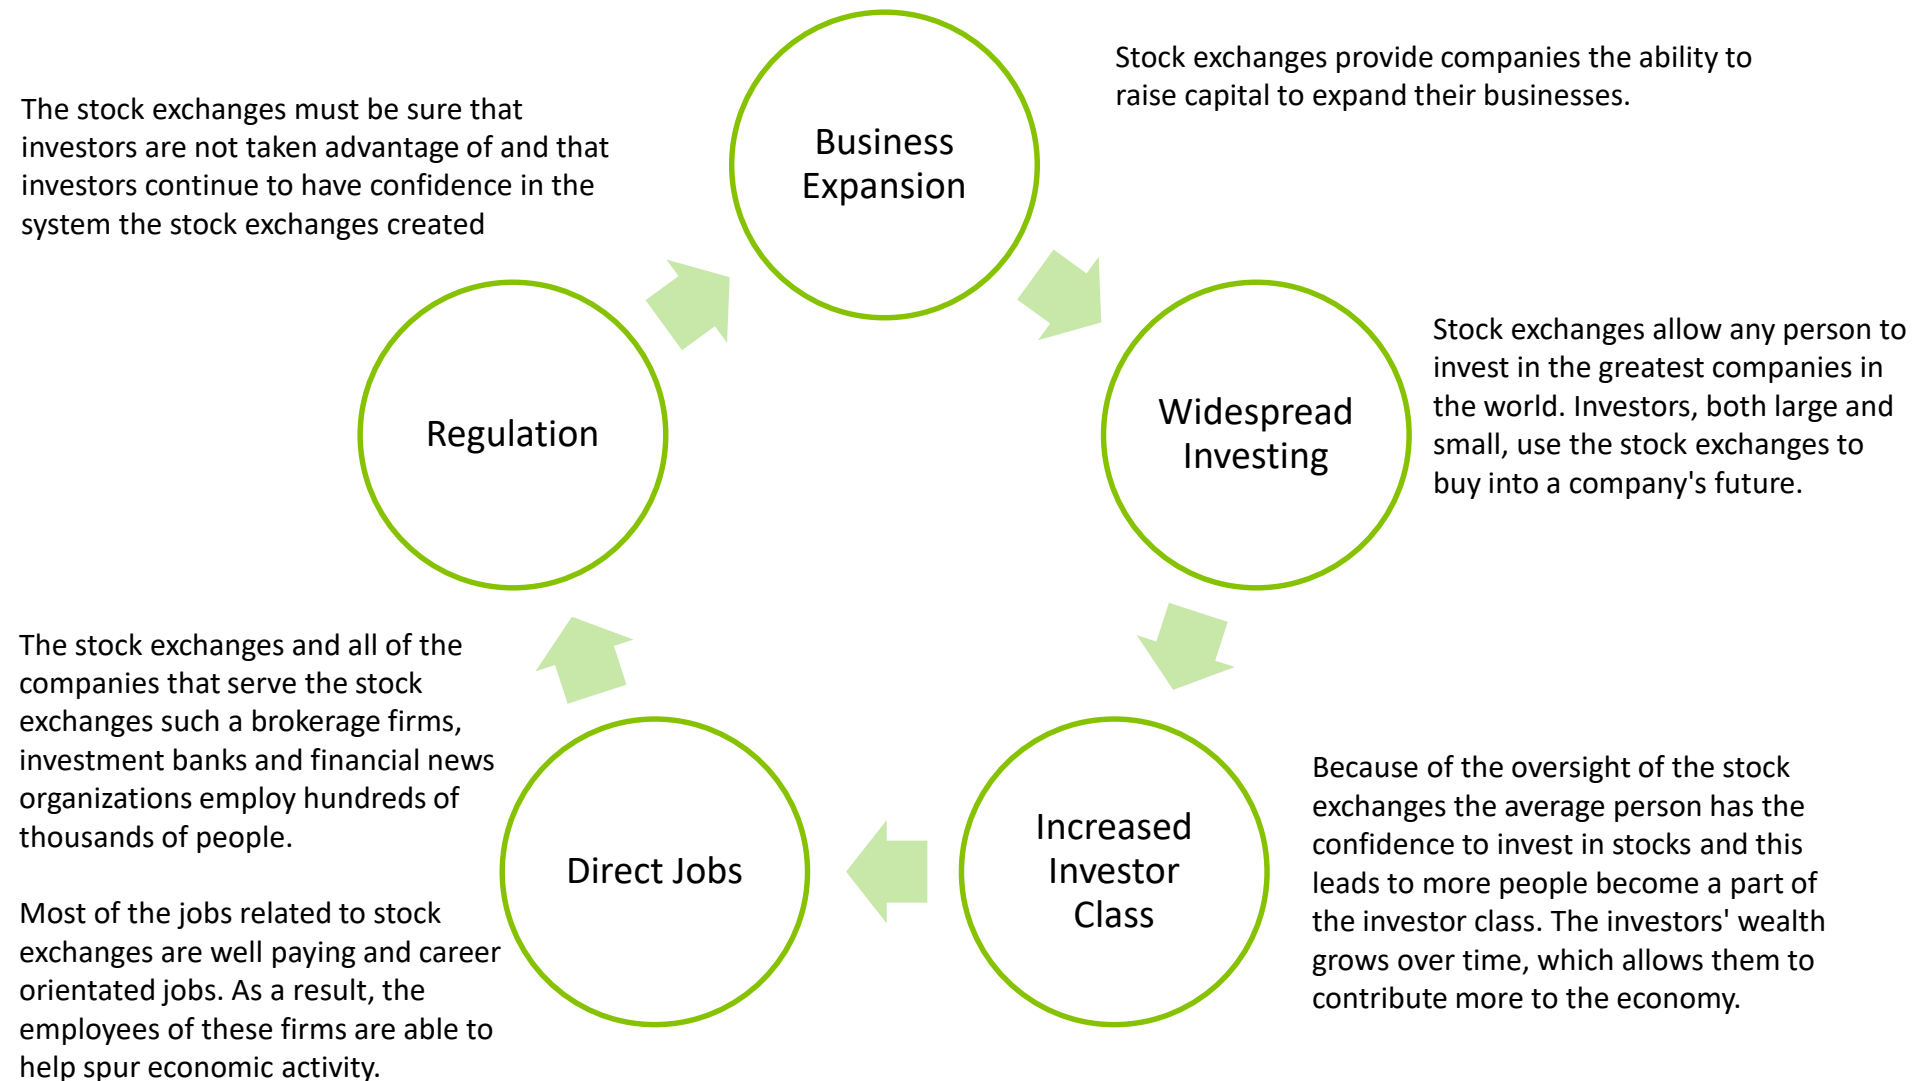 Business
Expansion
Stock exchanges provide companies the ability to
raise capital to expand their businesses.
Widespread
Investing
Stock exchanges allow any person to
invest in the greatest companies in
the world. Investors, both large and
small, use the stock exchanges to
buy into a company's future.
Increased
Investor
Class
Because of the oversight of the stock
exchanges the average person has the
confidence to invest in stocks and this
leads to more people become a part of
the investor class. The investors' wealth
grows over time, which allows them to
contribute more to the economy.
Direct Jobs
The stock exchanges and all of the
companies that serve the stock
exchanges such a brokerage firms,
investment banks and financial news
organizations employ hundreds of
thousands of people.
Most of the jobs related to stock
exchanges are well paying and career
orientated jobs. As a result, the
employees of these firms are able to
help spur economic activity.
Regulation
The stock exchanges must be sure that
investors are not taken advantage of and that
investors continue to have confidence in the
system the stock exchanges created